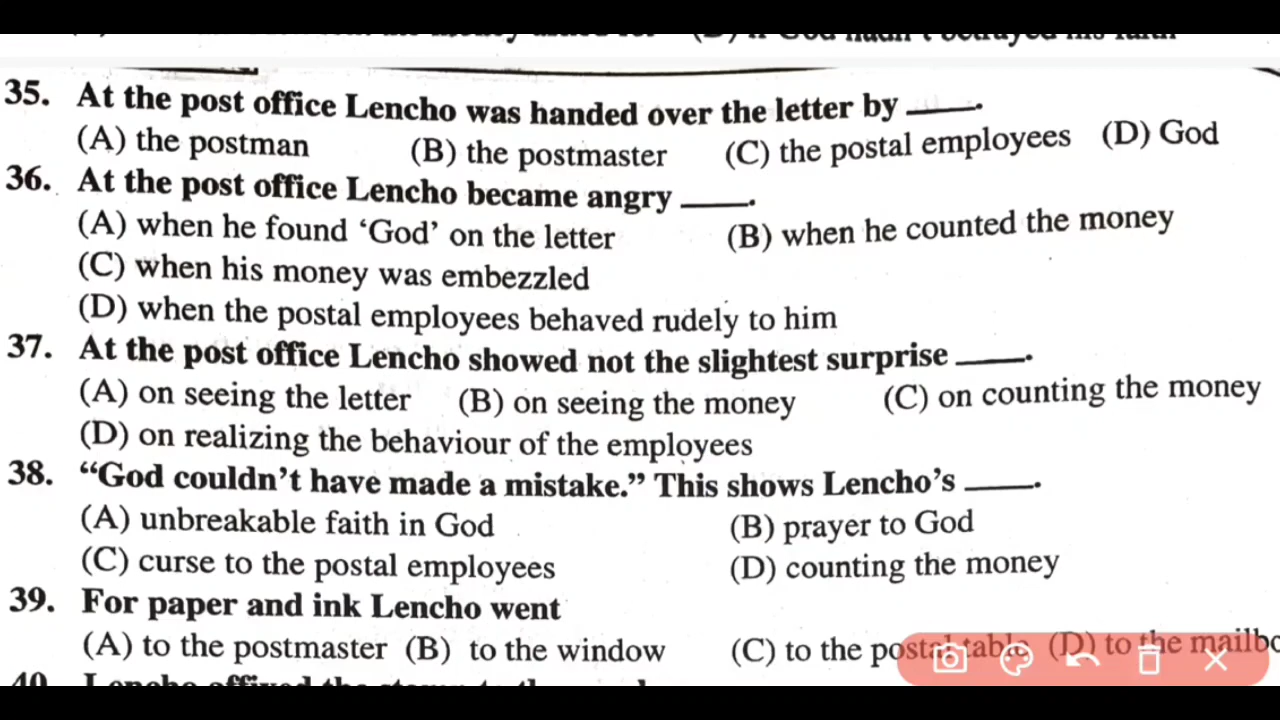 35. At the post office Lencho was handed over the letter by ____.
(A) the postman (B) the postmaster (C) the postal employees (D) God
36. At the post office Lencho became angry ____.
(A) when he found ‘God’ on the letter (B) when he counted the money
(C) when his money was embezzled
(D) when the postal employees behaved rudely to him
37. At the post office Lencho showed not the slightest surprise ____.
(A) on seeing the letter (B) on seeing the money (C) on counting the money
(D) on realizing the behaviour of the employees
38. “God couldn’t have made a mistake.” This shows Lencho’s ____.
(A) unbreakable faith in God (B) prayer to God
(C) curse to the postal employees (D) counting the money
39. For paper and ink Lencho went
(A) to the postmaster (B) to the window (C) to the postal table (D) to the mailbo